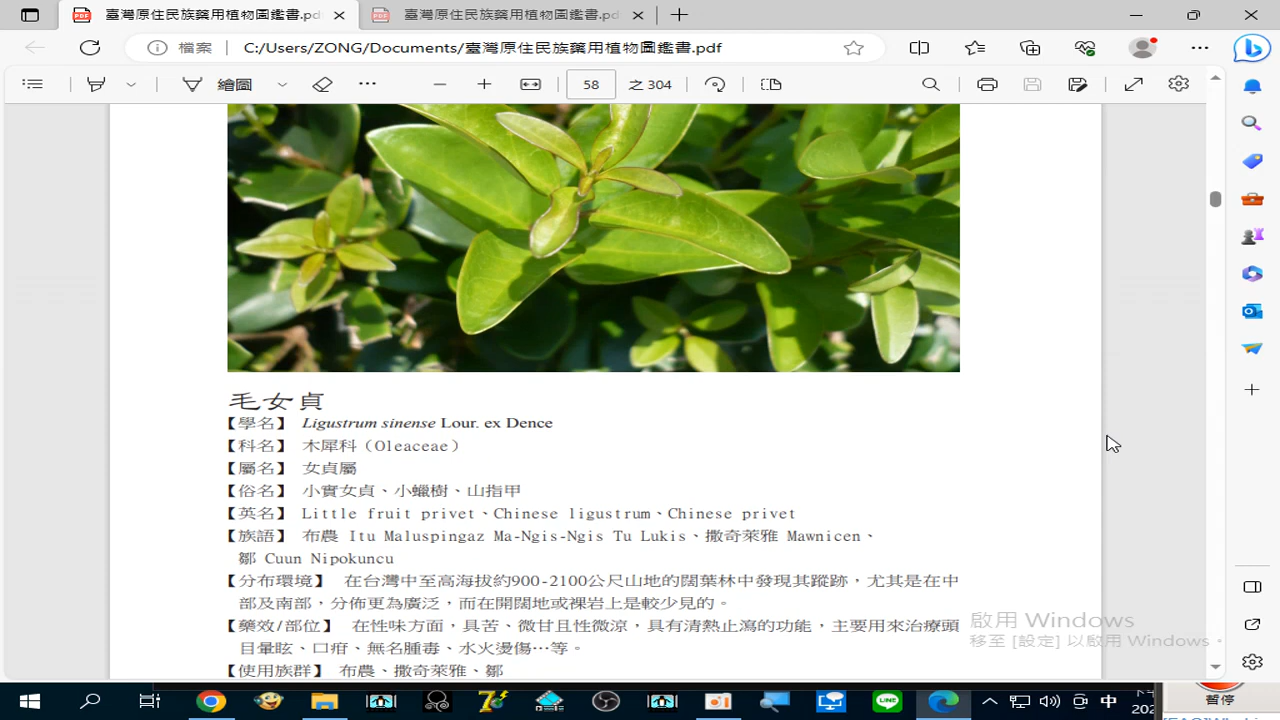 臺灣原住民族藥用植物圖鑑書.pdf
臺灣原住民族藥用植物圖鑑書.pdf
檔案 C:/Users/ZONG/Documents/臺灣原住民族藥用植物圖鑑書.pdf
繪圖 58 之 304
毛女貞
【學名】 Ligustrum sinense Lour. ex Dence
【科名】 木犀科（Oleaceae）
【屬名】 女貞屬
【俗名】 小實女貞、小蠟樹、山指甲
【英名】 Little fruit privet、Chinese ligustrum、Chinese privet
【族語】 布農 Itu Maluspingaz Ma-Ngis-Ngis Tu Lukis、撒奇萊雅 Mawnicen、
鄒 Cuun Nipokuncu
【分布環境】 在台灣中至高海拔約900-2100公尺山地的闊葉林中發現其蹤跡，尤其是在中
部及南部，分佈更為廣泛，而在開闊地或裸岩上是較少見的。
【藥效/部位】 在性味方面，具苦、微甘且性微涼，具有清熱止瀉的功能，主要用來治療頭
目暈眩、口疳、無名腫毒、水火燙傷…等。
【使用族群】 布農、撒奇萊雅、鄒
啟用 Windows
移至 [設定] 以啟用 Windows。
中
暫停